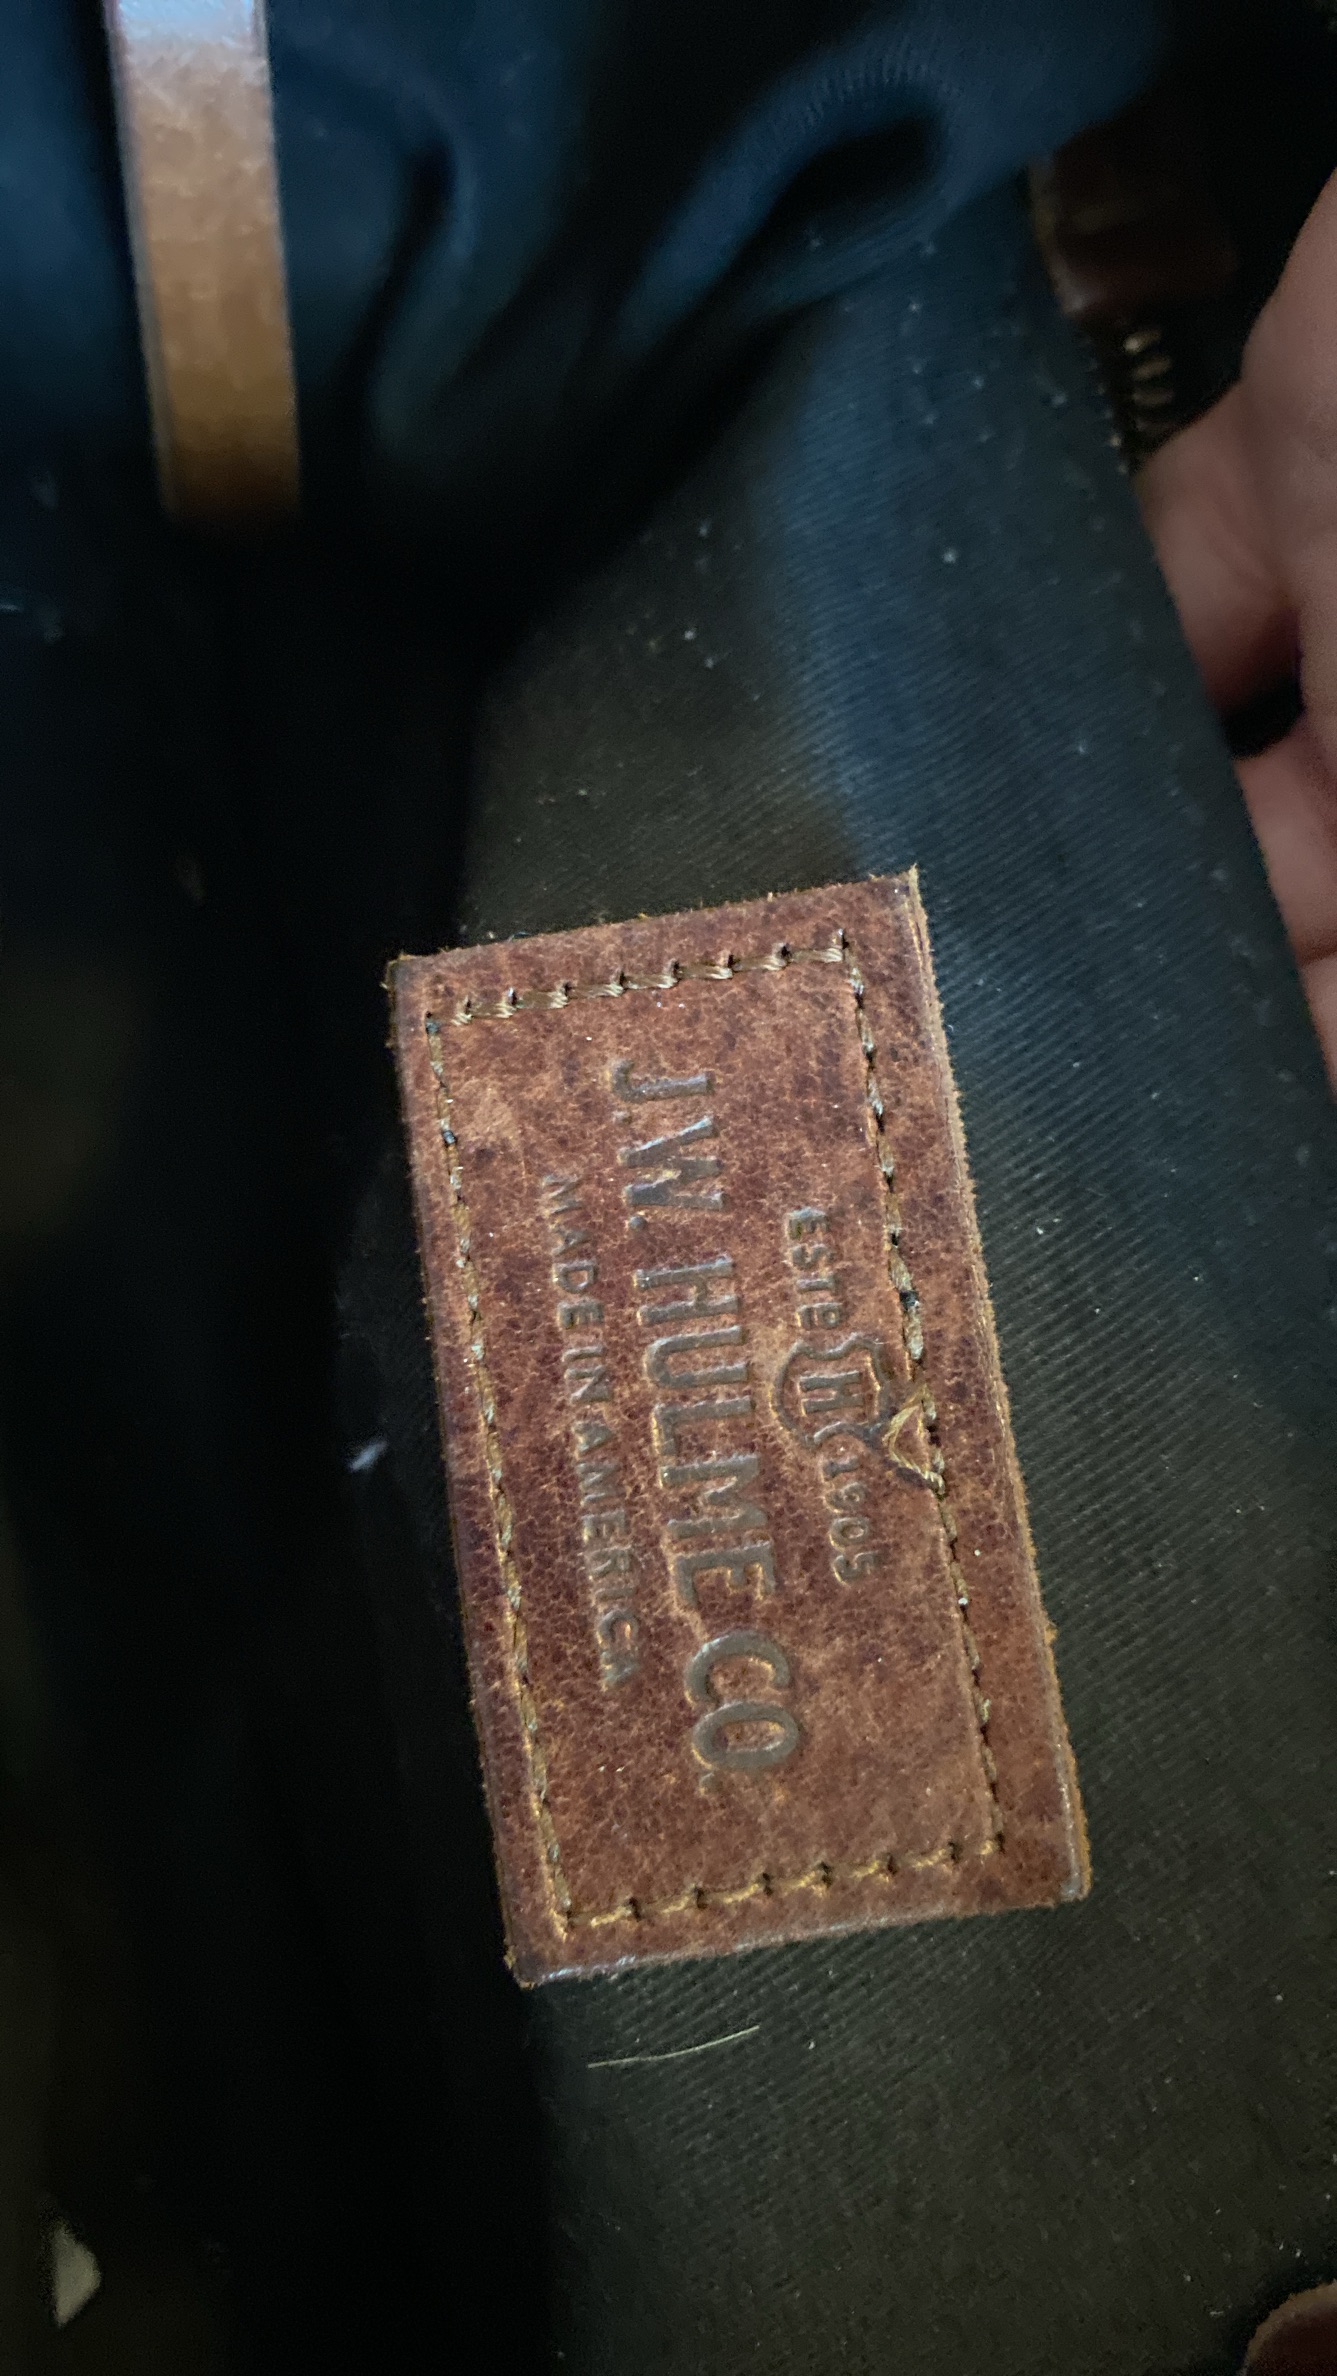 ESTD H 1905
J.W. HULME CO.
MADE IN AMERICA